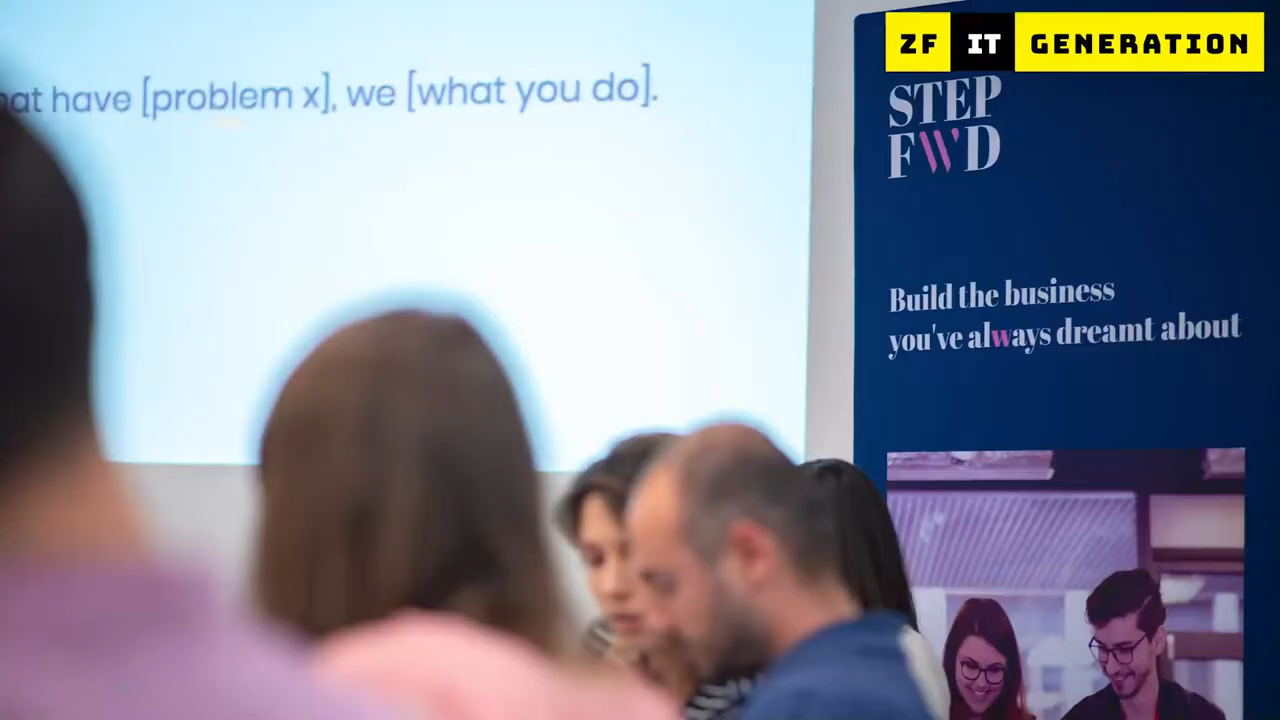 have [problem x], we [what you do].
ZF IT GENERATION
STEP
FWD
Build the business
you've always dreamt about